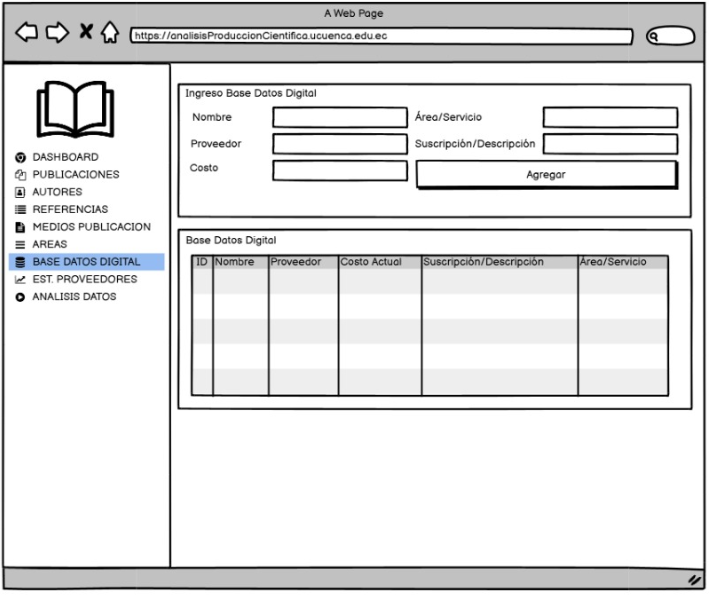 A Web Page
https://analisisProduccionCientifica.ucuenca.edu.ec
DASHBOARD
PUBLICACIONES
AUTORES
REFERENCIAS
MEDIOS PUBLICACION
AREAS
BASE DATOS DIGITAL
EST. PROVEEDORES
ANALISIS DATOS
Ingreso Base Datos Digital
Nombre Área/Servicio
Proveedor Suscripción/Descripción
Costo Agregar
Base Datos Digital
ID Nombre Proveedor Costo Actual Suscripción/Descripción Área/Servicio